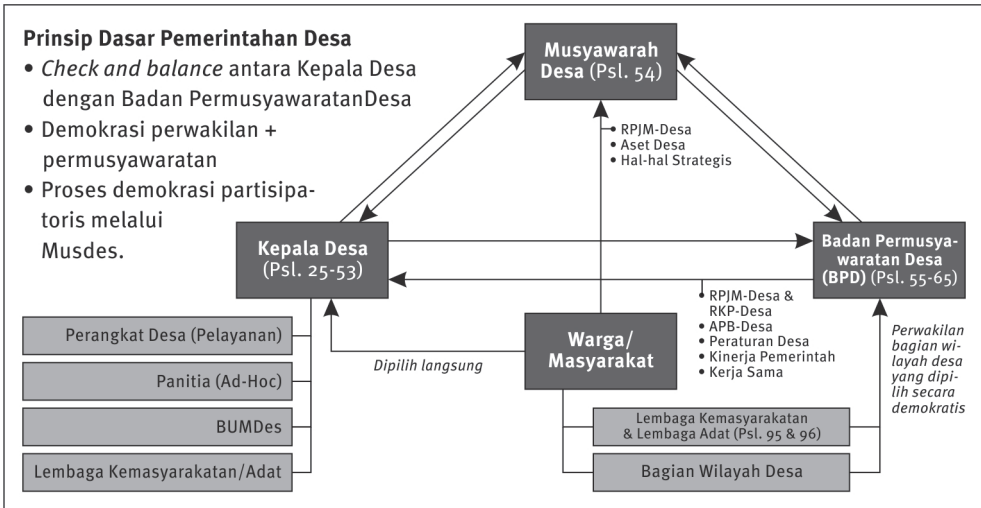 Prinsip Dasar Pemerintahan Desa
• Check and balance antara Kepala Desa
dengan Badan PermusyawaratanDesa
• Demokrasi perwakilan +
permusyawaratan
• Proses demokrasi partisipa-
toris melalui
Musdes.
Musyawarah
Desa (Psl. 54)
• RPJM-Desa
• Aset Desa
• Hal-hal Strategis
Kepala Desa
(Psl. 25-53)
Badan Permusya-
waratan Desa
(BPD) (Psl. 55-65)
• RPJM-Desa &
RKP-Desa
• APB-Desa
• Peraturan Desa
• Kinerja Pemerintah
• Kerja Sama
Warga/
Masyarakat
Dipilih langsung
Perwakilan
bagian wi-
layah desa
yang dipi-
lih secara
demokratis
Perangkat Desa (Pelayanan)
Panitia (Ad-Hoc)
BUMDes
Lembaga Kemasyarakatan/Adat
Lembaga Kemasyarakatan
& Lembaga Adat (Psl. 95 & 96)
Bagian Wilayah Desa